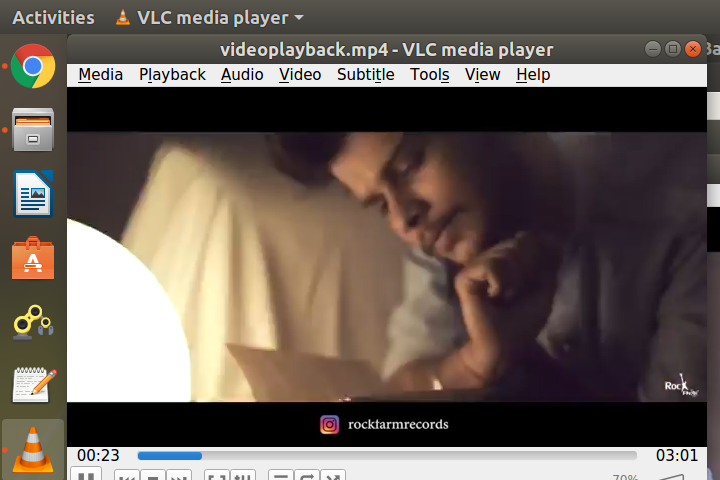 Activities
VLC media player
videoplayback.mp4 - VLC media player
Media Playback Audio Video Subtitle Tools View Help
Rock
rockfarmrecords
00:23
03:01
70%